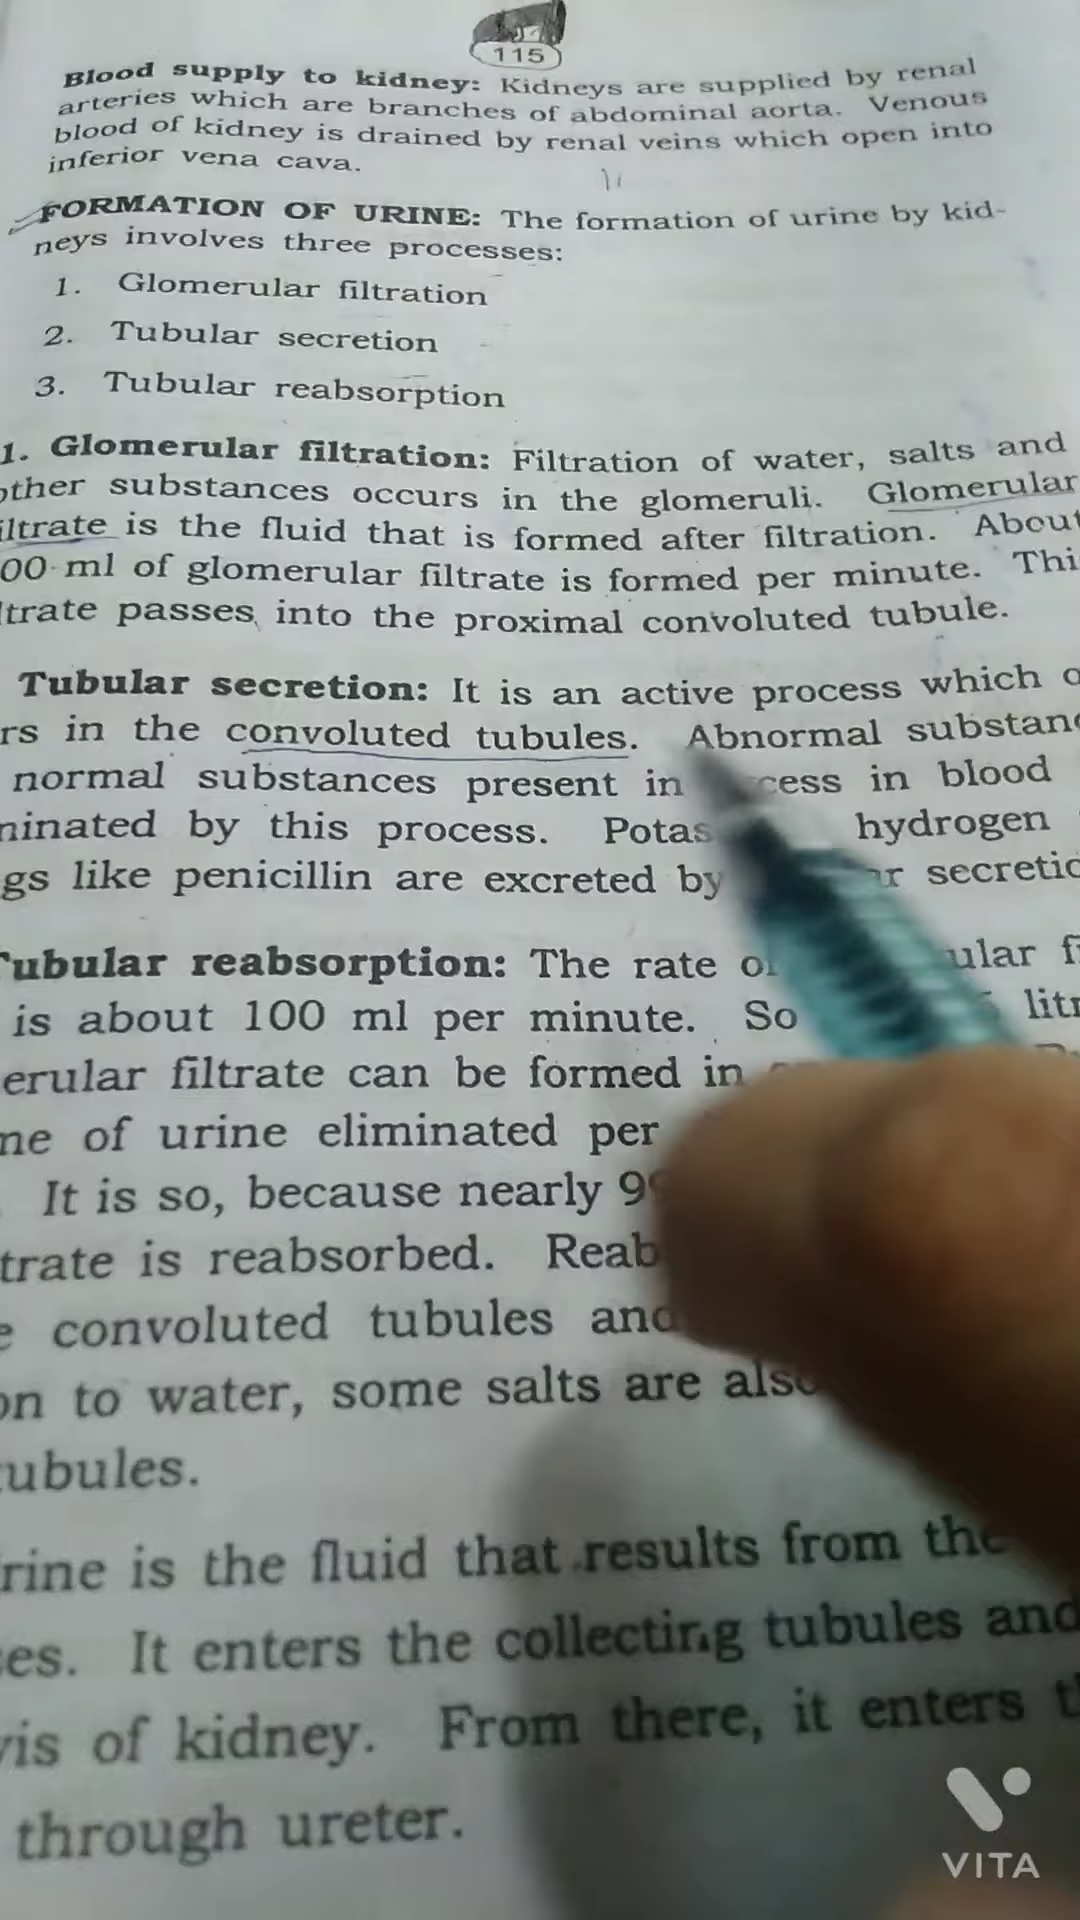 115
Blood supply to kidney: Kidneys are supplied by renal
arteries which are branches of abdominal aorta. Venous
blood of kidney is drained by renal veins which open into
inferior vena cava.
FORMATION OF URINE: The formation of urine by kid-
neys involves three processes:
1. Glomerular filtration
2. Tubular secretion
3. Tubular reabsorption
1. Glomerular filtration: Filtration of water, salts and
other substances occurs in the glomeruli. Glomerular
iltrate is the fluid that is formed after filtration. About
00 ml of glomerular filtrate is formed per minute. Thi
ltrate passes into the proximal convoluted tubule.
Tubular secretion: It is an active process which o
rs in the convoluted tubules. Abnormal substanc
normal substances present in cess in blood
ninated by this process. Potas hydrogen
gs like penicillin are excreted by ar secretio
Tubular reabsorption: The rate of ular fi
is about 100 ml per minute. So litr
erular filtrate can be formed in
ne of urine eliminated per
It is so, because nearly 99
trate is reabsorbed. Reab
e convoluted tubules and
on to water, some salts are also
tubules.
rine is the fluid that results from the
es. It enters the collecting tubules and
vis of kidney. From there, it enters t
through ureter.
VITA